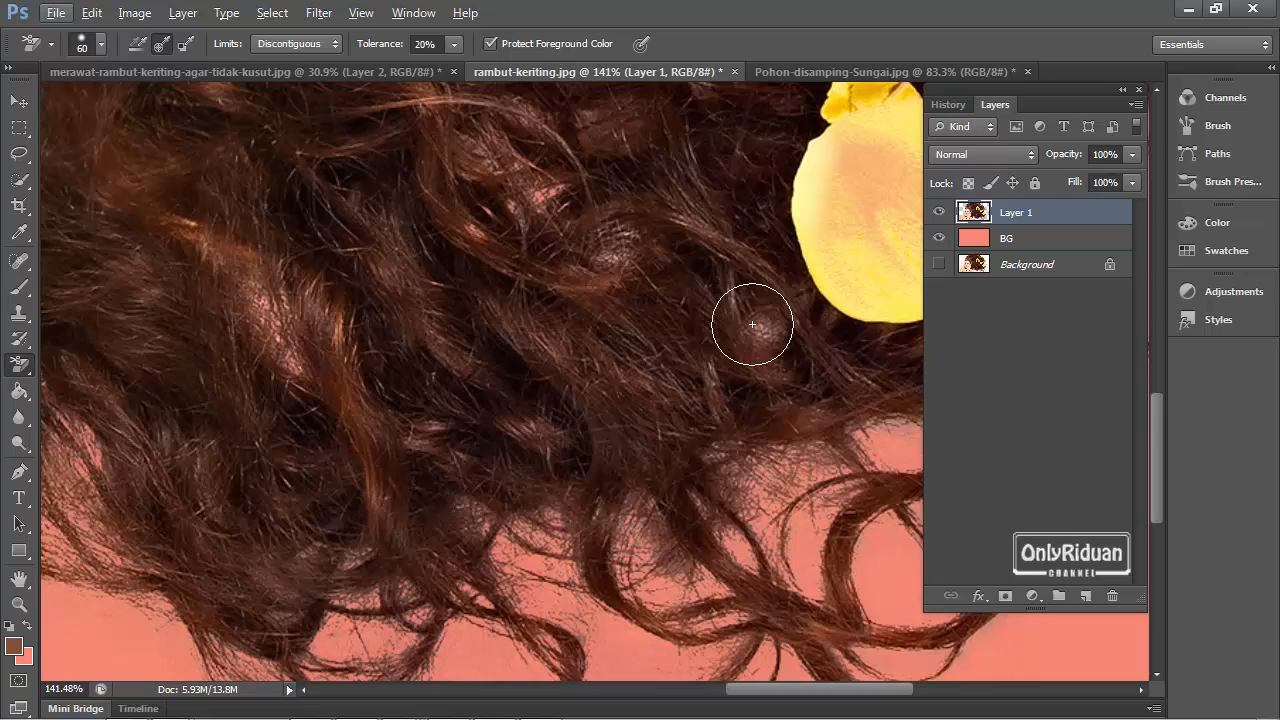 Ps File Edit Image Layer Type Select Filter View Window Help
60 Limits: Discontiguous Tolerance: 20% Protect Foreground Color Essentials
merawat-rambut-keriting-agar-tidak-kusut.jpg @ 30.9% (Layer 2, RGB/8#) * rambut-keriting.jpg @ 141% (Layer 1, RGB/8#) * Pohon-disamping-Sungai.jpg @ 83.3% (RGB/8#) *
History Layers
Kind
Normal Opacity: 100%
Lock: Fill: 100%
Layer 1
BG
Background
Channels
Brush
Paths
Brush Pres...
Color
Swatches
Adjustments
Styles
OnlyRiduan
CHANNEL
fx
141.48% Doc: 5.93M/13.8M
Mini Bridge Timeline